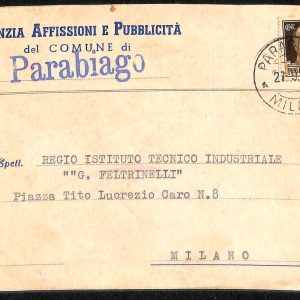 NZIA AFFISSIONI E PUBBLICITÀ
del COMUNE di
Parabiago
Spett. REGIO ISTITUTO TECNICO INDUSTRIALE
""G. FELTRINELLI"
Piazza Tito Lucrezio Caro N.8
MILANO